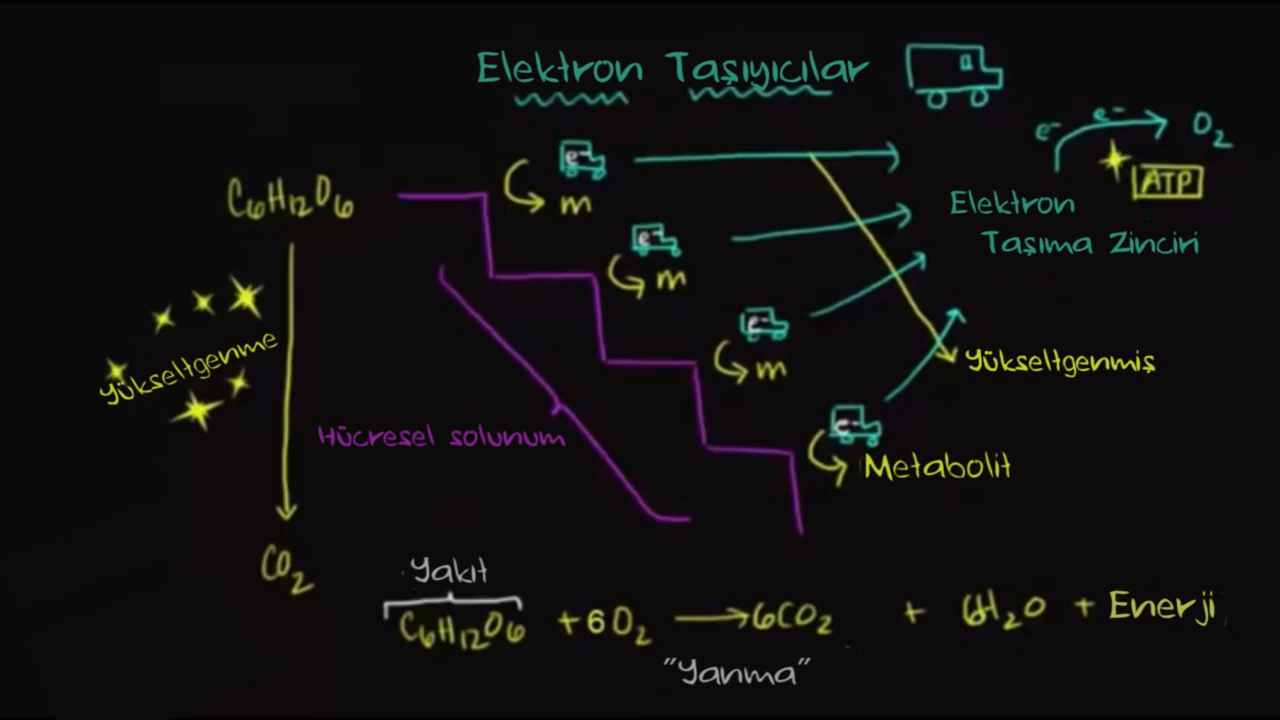 Elektron Taşıyıcılar
e⁻ e⁻ O₂
ATP
C₆H₁₂O₆
e⁻
m
Elektron
Taşıma Zinciri
e⁻
m
e⁻
m
Yükseltgenme
Yükseltgenmiş
Hücresel solunum
e⁻
Metabolit
CO₂
Yakıt
C₆H₁₂O₆ + 6O₂ → 6CO₂ + 6H₂O + Enerji
"Yanma"